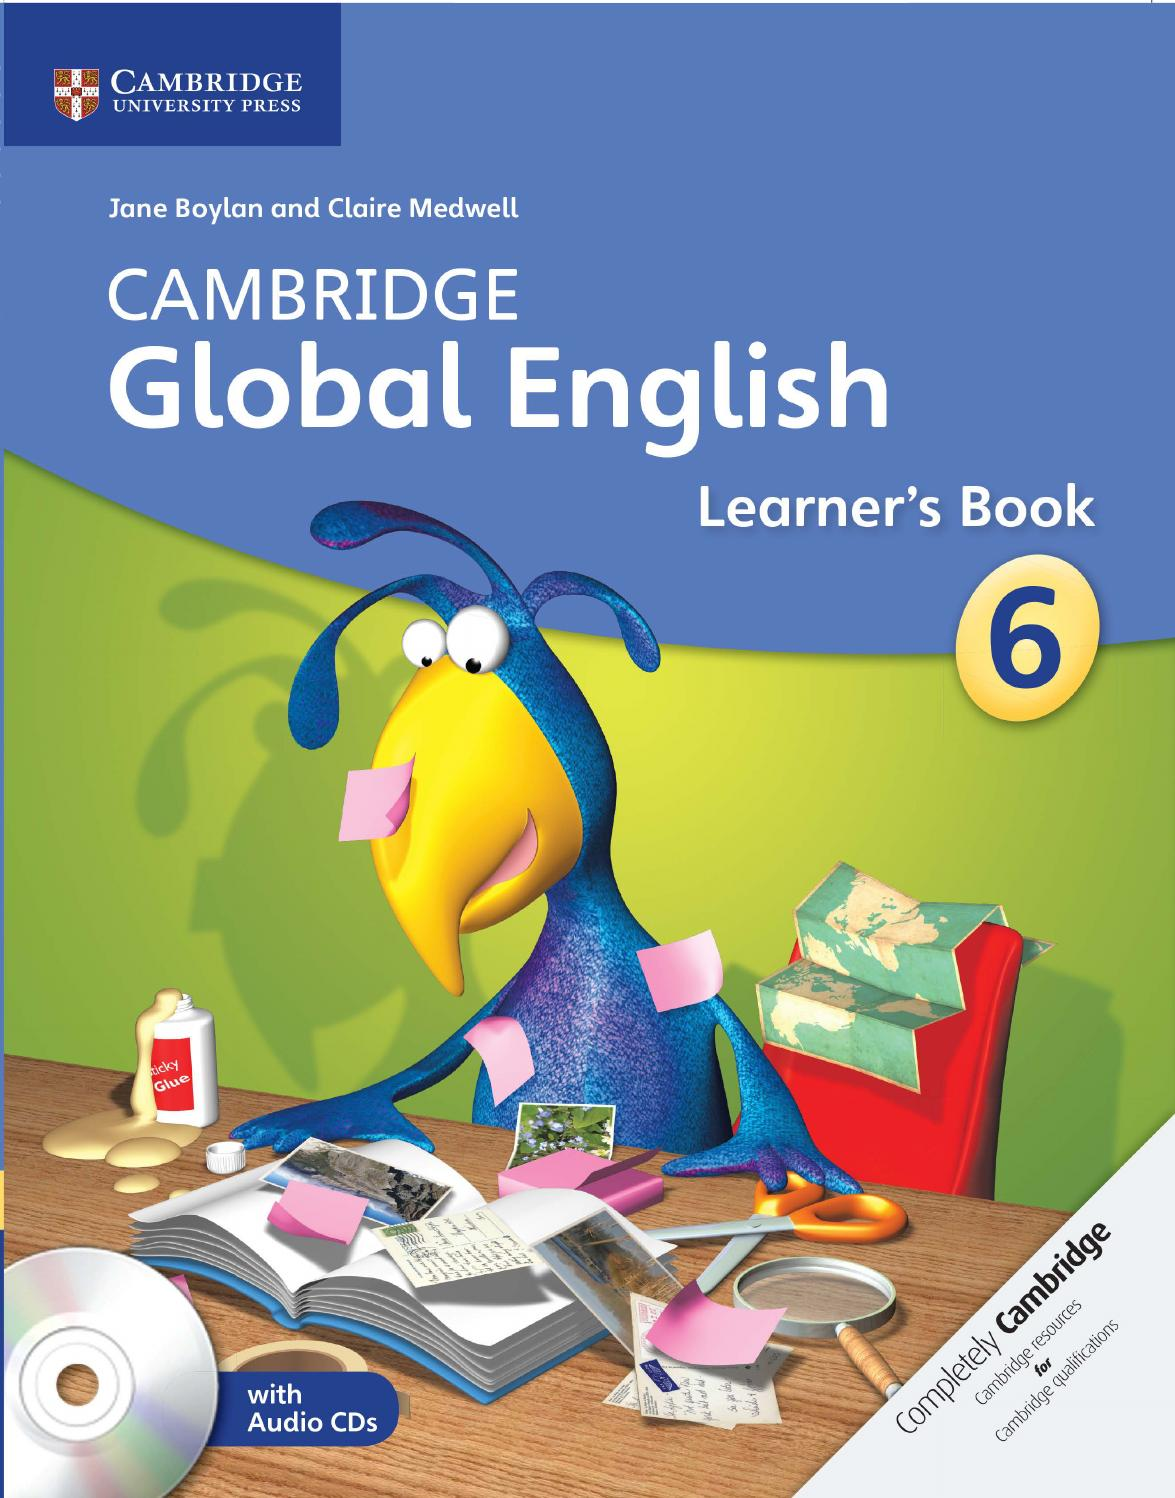 CAMBRIDGE
UNIVERSITY PRESS
Jane Boylan and Claire Medwell
CAMBRIDGE
Global English
Learner's Book
6
ticky
Glue
with
Audio CDs
Completely Cambridge
Cambridge resources
for
Cambridge qualifications